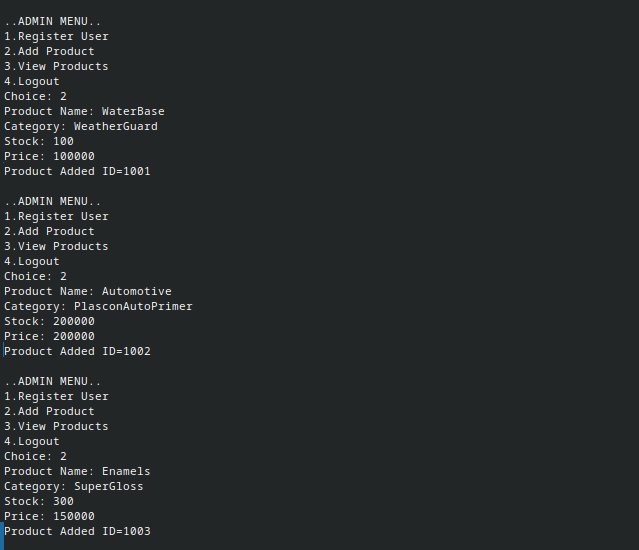 ..ADMIN MENU..
1.Register User
2.Add Product
3.View Products
4.Logout
Choice: 2
Product Name: WaterBase
Category: WeatherGuard
Stock: 100
Price: 100000
Product Added ID=1001
..ADMIN MENU..
1.Register User
2.Add Product
3.View Products
4.Logout
Choice: 2
Product Name: Automotive
Category: PlasconAutoPrimer
Stock: 200000
Price: 200000
Product Added ID=1002
..ADMIN MENU..
1.Register User
2.Add Product
3.View Products
4.Logout
Choice: 2
Product Name: Enamels
Category: SuperGloss
Stock: 300
Price: 150000
Product Added ID=1003